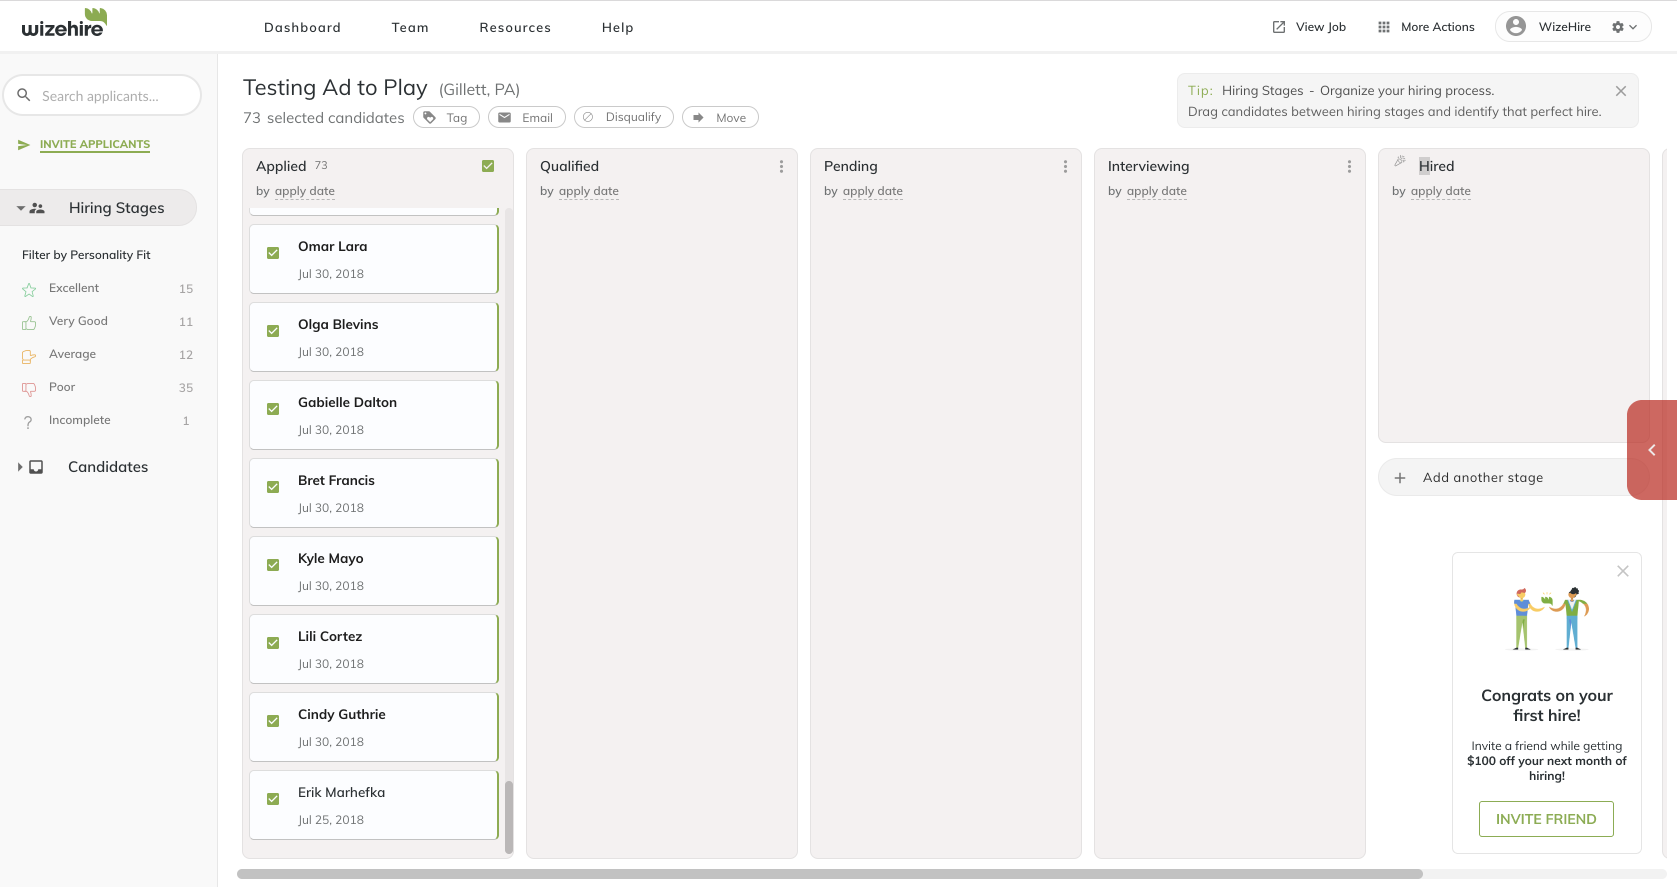 wizehire
Dashboard
Team
Resources
Help
View Job
More Actions
WizeHire
Search applicants...
INVITE APPLICANTS
Hiring Stages
Filter by Personality Fit
Excellent 15
Very Good 11
Average 12
Poor 35
Incomplete 1
Candidates
Testing Ad to Play (Gillett, PA)
73 selected candidates
Tag
Email
Disqualify
Move
Tip: Hiring Stages - Organize your hiring process.
Drag candidates between hiring stages and identify that perfect hire.
Applied 73
by apply date
Omar Lara
Jul 30, 2018
Olga Blevins
Jul 30, 2018
Gabielle Dalton
Jul 30, 2018
Bret Francis
Jul 30, 2018
Kyle Mayo
Jul 30, 2018
Lili Cortez
Jul 30, 2018
Cindy Guthrie
Jul 30, 2018
Erik Marhefka
Jul 25, 2018
Qualified
by apply date
Pending
by apply date
Interviewing
by apply date
Hired
by apply date
Add another stage
Congrats on your
first hire!
Invite a friend while getting
$100 off your next month of
hiring!
INVITE FRIEND